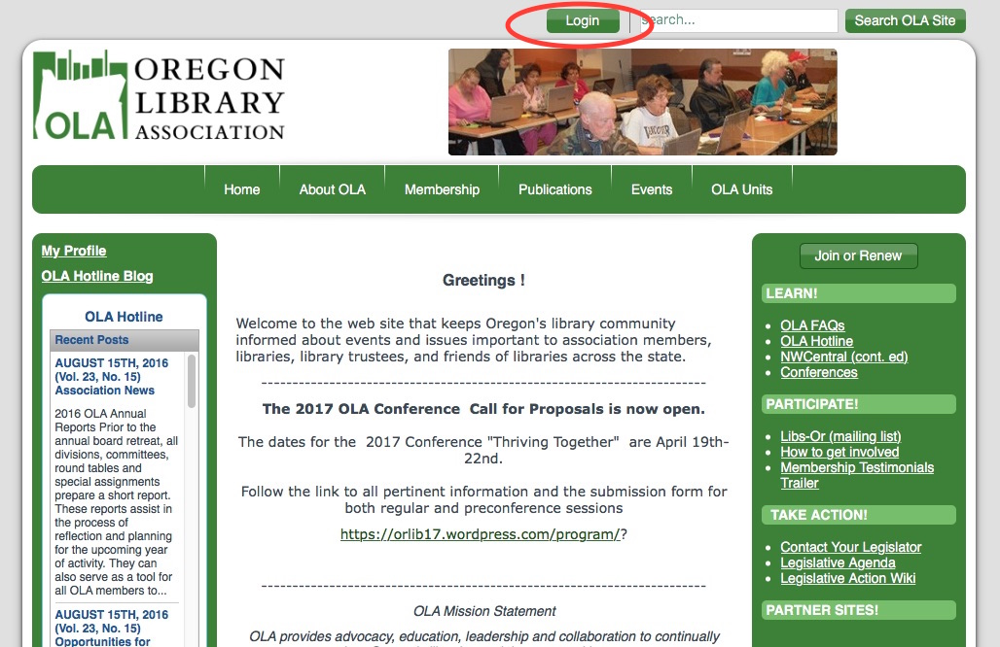 Login
search...
Search OLA Site
OREGON
LIBRARY
ASSOCIATION
OLA
Home
About OLA
Membership
Publications
Events
OLA Units
My Profile
OLA Hotline Blog
OLA Hotline
Recent Posts
AUGUST 15TH, 2016
(Vol. 23, No. 15)
Association News
2016 OLA Annual
Reports Prior to the
annual board retreat, all
divisions, committees,
round tables and
special assignments
prepare a short report.
These reports assist in
the process of
reflection and planning
for the upcoming year
of activity. They can
also serve as a tool for
all OLA members to...
AUGUST 15TH, 2016
(Vol. 23, No. 15)
Opportunities for
Greetings !
Welcome to the web site that keeps Oregon's library community
informed about events and issues important to association members,
libraries, library trustees, and friends of libraries across the state.
------------------------------------------------------------------
The 2017 OLA Conference  Call for Proposals is now open.
The dates for the  2017 Conference "Thriving Together"  are April 19th-
22nd.
Follow the link to all pertinent information and the submission form for
both regular and preconference sessions
https://orlib17.wordpress.com/program/?
------------------------------------------------------------------
OLA Mission Statement
OLA provides advocacy, education, leadership and collaboration to continually
Join or Renew
LEARN!
• OLA FAQs
• OLA Hotline
• NWCentral (cont. ed)
• Conferences
PARTICIPATE!
• Libs-Or (mailing list)
• How to get involved
• Membership Testimonials
Trailer
TAKE ACTION!
• Contact Your Legislator
• Legislative Agenda
• Legislative Action Wiki
PARTNER SITES!